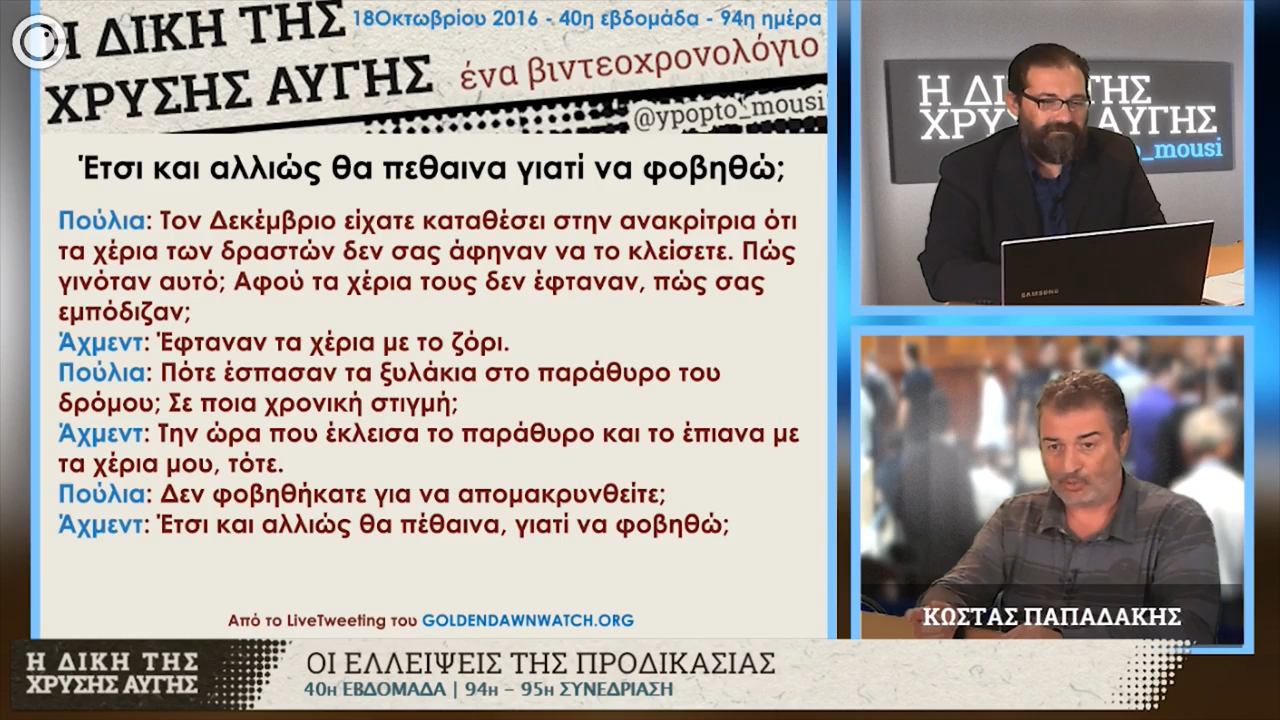 Η ΔΙΚΗ ΤΗΣ
ΧΡΥΣΗΣ ΑΥΓΗΣ
18Οκτωβρίου 2016 - 40η εβδομάδα - 94η ημέρα
ένα βιντεοχρονολόγιο
@ypopto_mousi
Έτσι και αλλιώς θα πεθαινα γιατί να φοβηθώ;
Πούλια: Τον Δεκέμβριο είχατε καταθέσει στην ανακρίτρια ότι
τα χέρια των δραστών δεν σας άφηναν να το κλείσετε. Πώς
γινόταν αυτό; Αφού τα χέρια τους δεν έφταναν, πώς σας
εμπόδιζαν;
Άχμεντ: Έφταναν τα χέρια με το ζόρι.
Πούλια: Πότε έσπασαν τα ξυλάκια στο παράθυρο του
δρόμου; Σε ποια χρονική στιγμή;
Άχμεντ: Την ώρα που έκλεισα το παράθυρο και το έπιανα με
τα χέρια μου, τότε.
Πούλια: Δεν φοβηθήκατε για να απομακρυνθείτε;
Άχμεντ: Έτσι και αλλιώς θα πέθαινα, γιατί να φοβηθώ;
Από το LiveTweeting του GOLDENDAWNWATCH.ORG
Η ΤΗΣ
ΑΥΓΗΣ
_mousi
SAMSUNG
ΚΩΣΤΑΣ ΠΑΠΑΔΑΚΗΣ
Η ΔΙΚΗ ΤΗΣ
ΧΡΥΣΗΣ ΑΥΓΗΣ
ΟΙ ΕΛΛΕΙΨΕΙΣ ΤΗΣ ΠΡΟΔΙΚΑΣΙΑΣ
40η ΕΒΔΟΜΑΔΑ | 94η – 95η ΣΥΝΕΔΡΙΑΣΗ